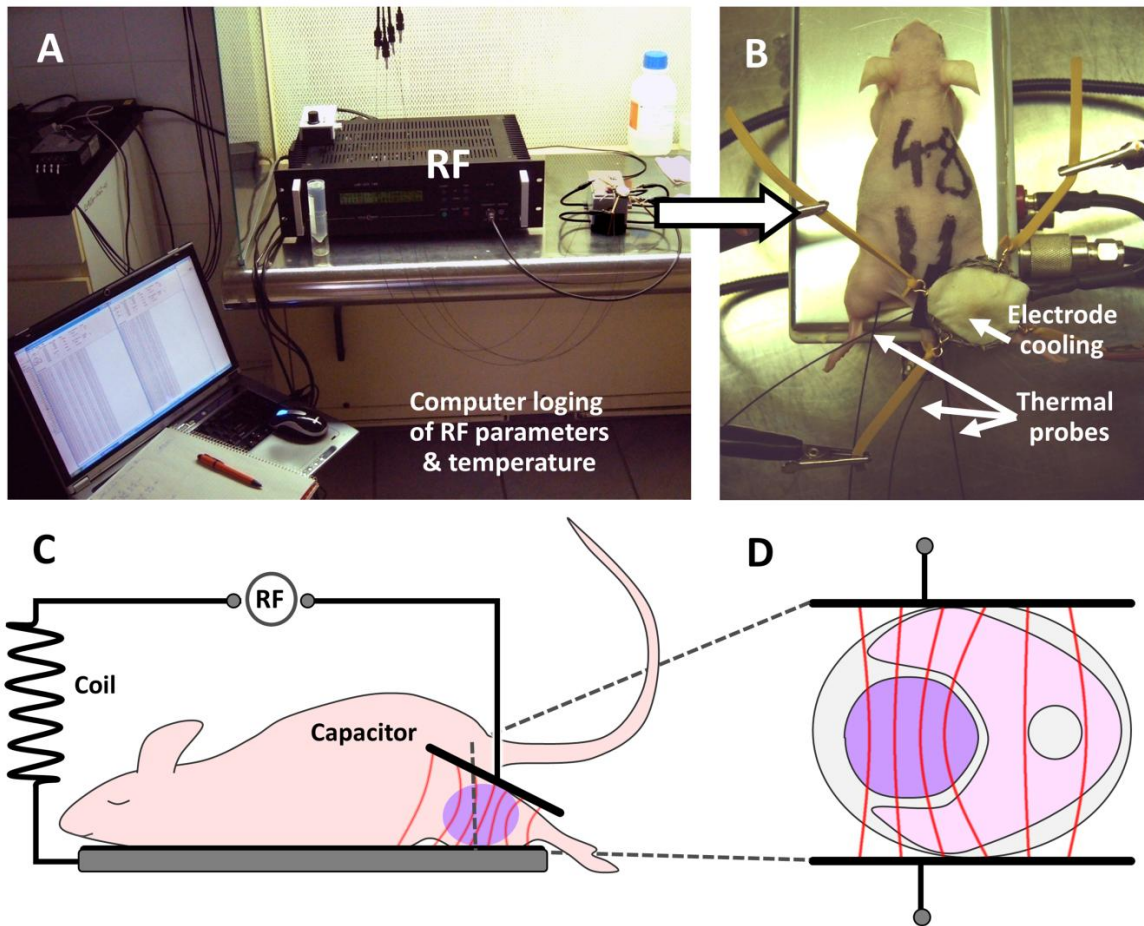 A
RF
Computer loging
of RF parameters
& temperature
B
48
Electrode
cooling
Thermal
probes
C
RF
Coil
Capacitor
D